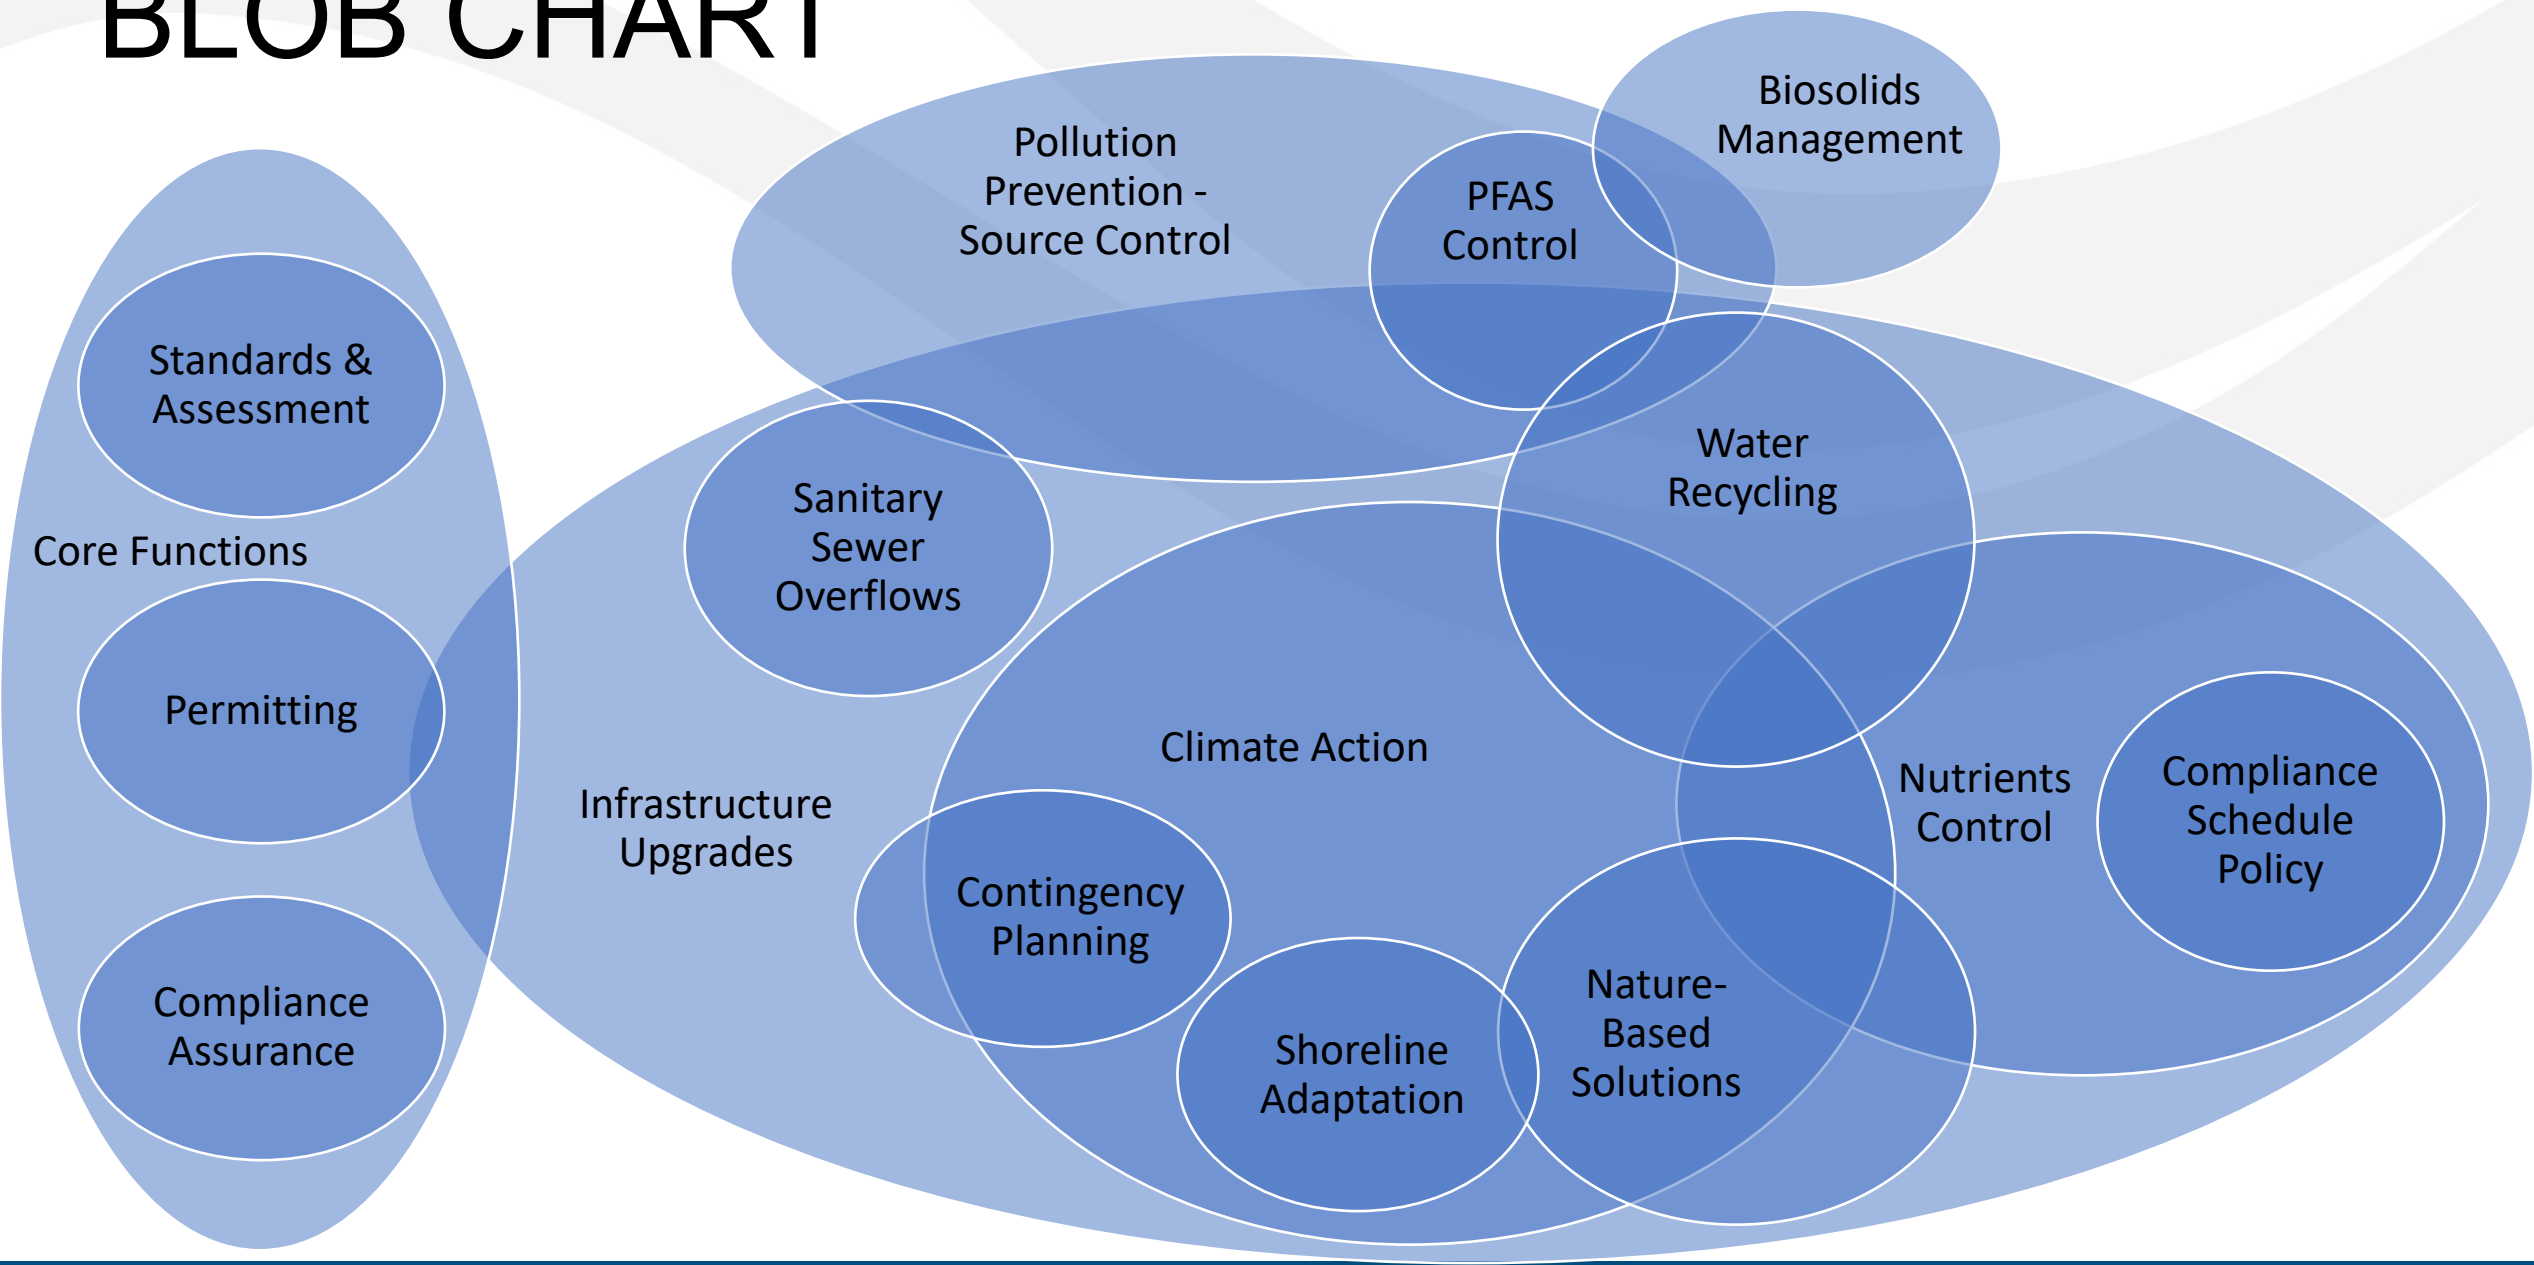 BLOB CHART
Biosolids
Management
Pollution
Prevention -
Source Control
PFAS
Control
Standards &
Assessment
Core Functions
Permitting
Compliance
Assurance
Sanitary
Sewer
Overflows
Water
Recycling
Climate Action
Infrastructure
Upgrades
Nutrients
Control
Compliance
Schedule
Policy
Contingency
Planning
Shoreline
Adaptation
Nature-
Based
Solutions